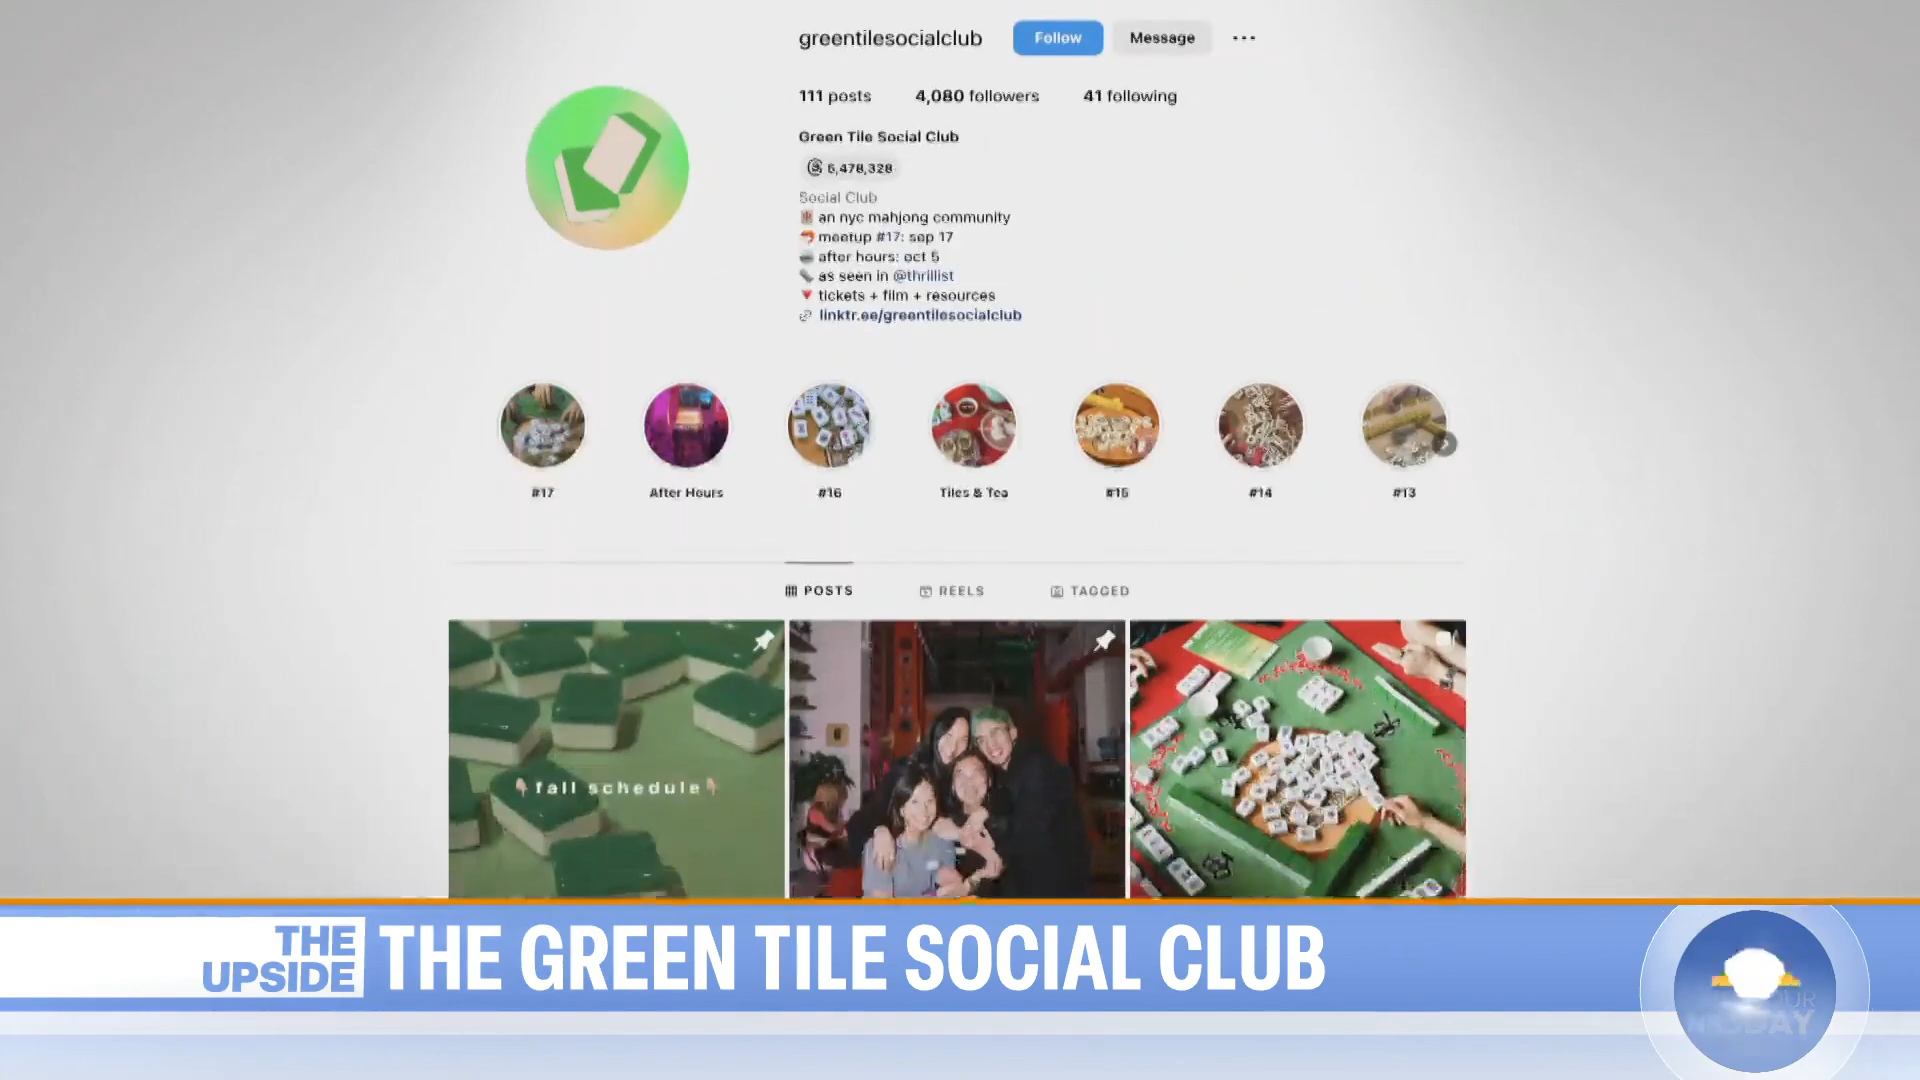 greentilesocialclub Follow Message
111 posts 4,080 followers 41 following
Green Tile Social Club
Social Club
an nyc mahjong community
meetup #17: sep 17
after hours: oct 5
as seen in @thrillist
tickets + film + resources
linktr.ee/greentilesocialclub
#17 After Hours #16 Tiles & Tea #15 #14 #13
POSTS REELS TAGGED
fall schedule
THE UPSIDE
THE GREEN TILE SOCIAL CLUB